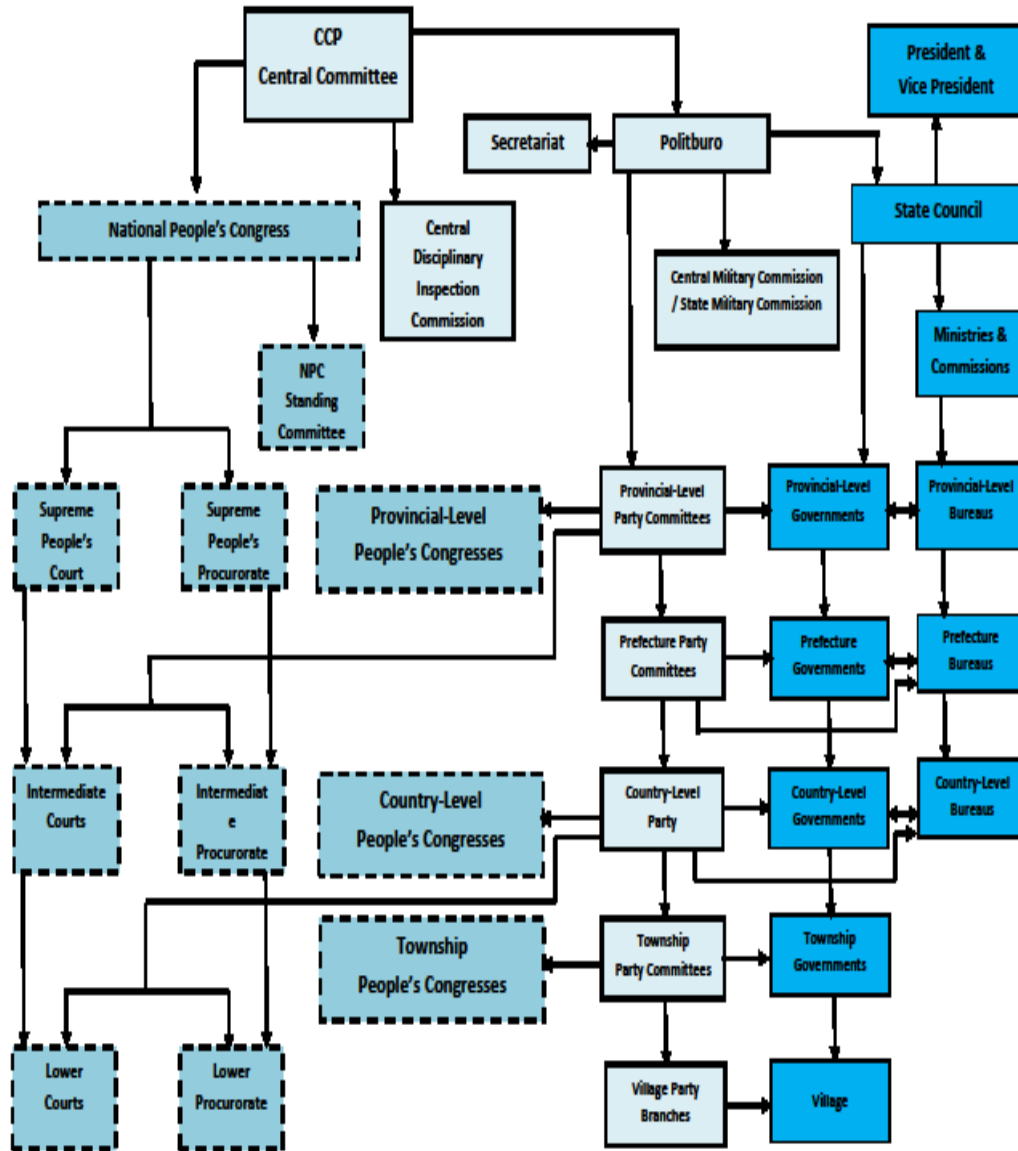 CCP
Central Committee
President &
Vice President
Secretariat
Politburo
National People's Congress
Central
Disciplinary
Inspection
Commission
State Council
Central Military Commission
/ State Military Commission
NPC
Standing
Committee
Ministries &
Commissions
Supreme
People's
Court
Supreme
People's
Procurorate
Provincial-Level
People's Congresses
Provincial-Level
Party Committees
Provincial-Level
Governments
Provincial-Level
Bureaus
Prefecture Party
Committees
Prefecture
Governments
Prefecture
Bureaus
Intermediate
Courts
Intermediat
e
Procurorate
Country-Level
People's Congresses
Country-Level
Party
Country-Level
Governments
Country-Level
Bureaus
Township
People's Congresses
Township
Party Committees
Township
Governments
Lower
Courts
Lower
Procurorate
Village Party
Branches
Village